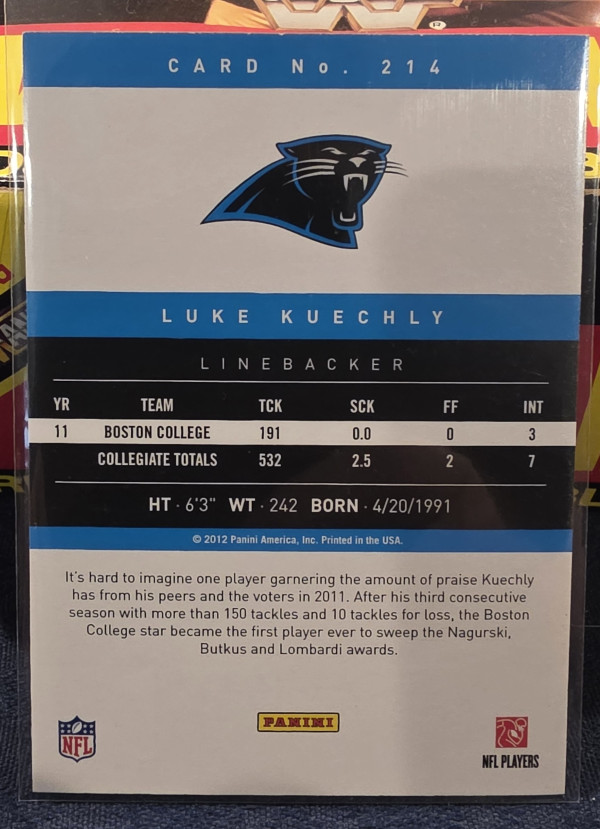 CARD No. 214
LUKE KUECHLY
LINEBACKER
YR TEAM TCK SCK FF INT
11 BOSTON COLLEGE 191 0.0 0 3
COLLEGIATE TOTALS 532 2.5 2 7
HT · 6'3" WT · 242 BORN · 4/20/1991
© 2012 Panini America, Inc. Printed in the USA.
It's hard to imagine one player garnering the amount of praise Kuechly
has from his peers and the voters in 2011. After his third consecutive
season with more than 150 tackles and 10 tackles for loss, the Boston
College star became the first player ever to sweep the Nagurski,
Butkus and Lombardi awards.
PANINI
NFL
NFL PLAYERS